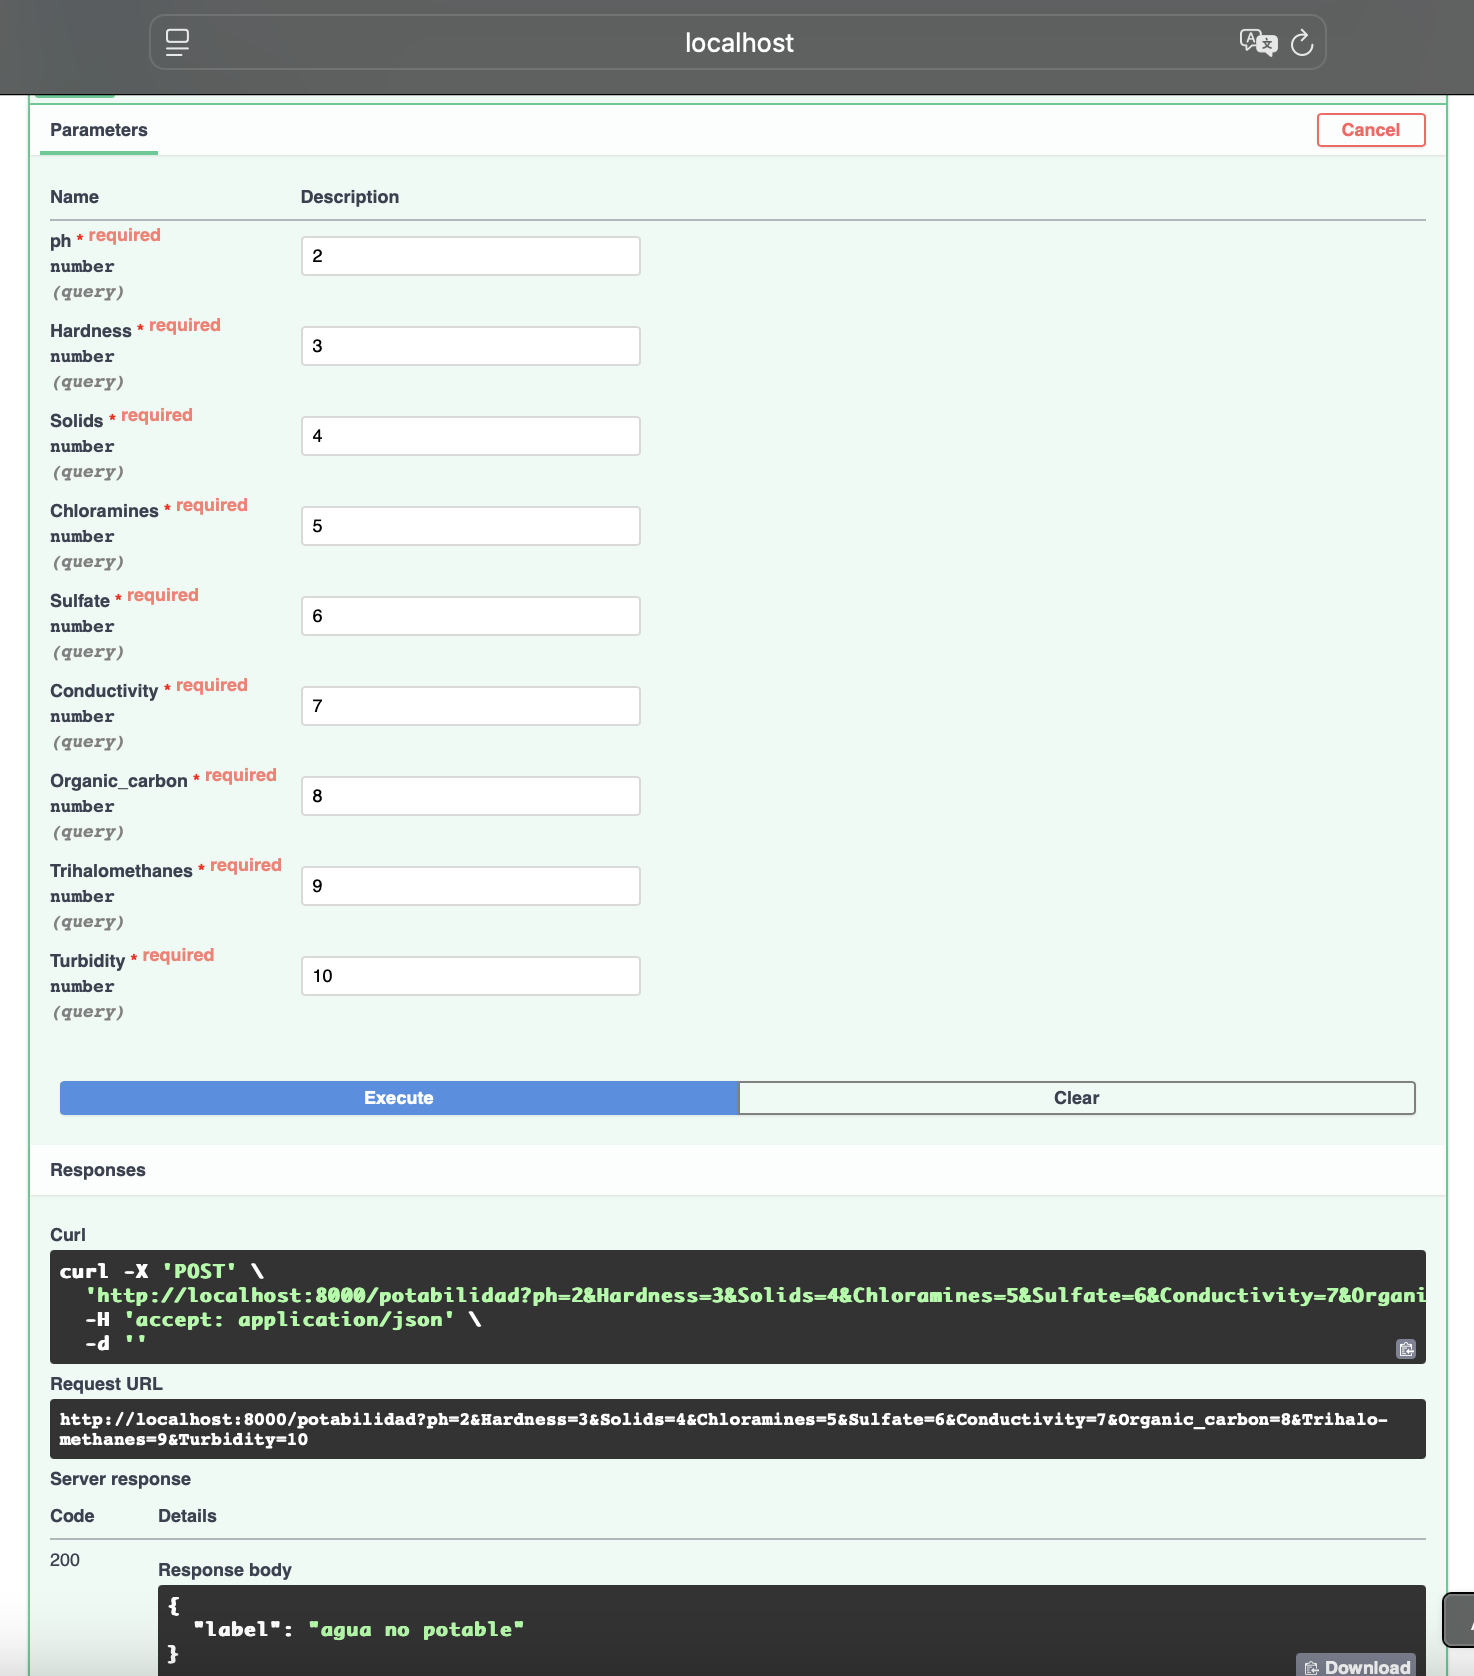 localhost
Parameters
Cancel
Name Description
ph * required
number
(query)
2
Hardness * required
number
(query)
3
Solids * required
number
(query)
4
Chloramines * required
number
(query)
5
Sulfate * required
number
(query)
6
Conductivity * required
number
(query)
7
Organic_carbon * required
number
(query)
8
Trihalomethanes * required
number
(query)
9
Turbidity * required
number
(query)
10
Execute
Clear
Responses
Curl
curl -X 'POST' \
'http://localhost:8000/potabilidad?ph=2&Hardness=3&Solids=4&Chloramines=5&Sulfate=6&Conductivity=7&Organi
-H 'accept: application/json' \
-d ''
Request URL
http://localhost:8000/potabilidad?ph=2&Hardness=3&Solids=4&Chloramines=5&Sulfate=6&Conductivity=7&Organic_carbon=8&Trihalo-
methanes=9&Turbidity=10
Server response
Code Details
200
Response body
{
"label": "agua no potable"
}
Download